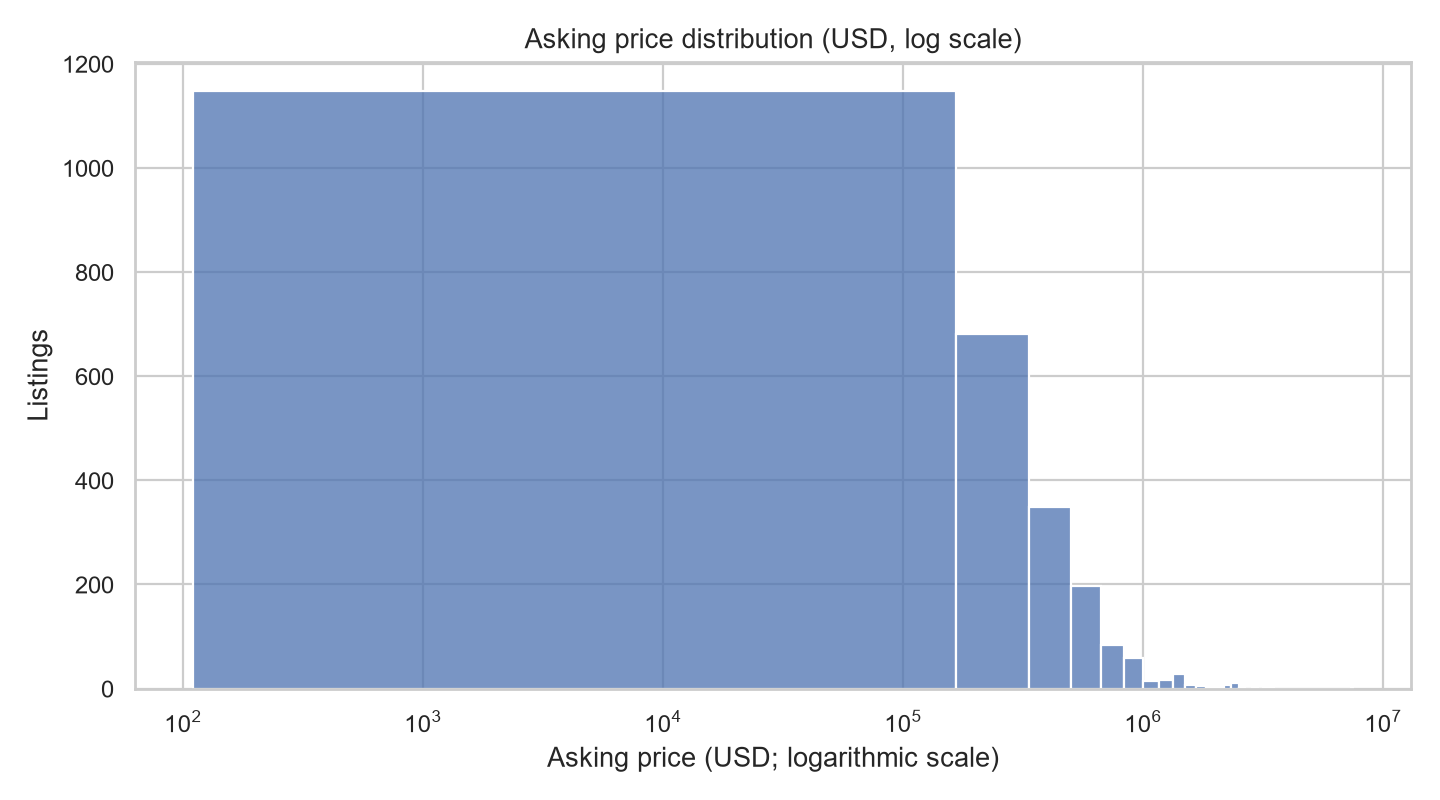 Asking price distribution (USD, log scale)
1200
1000
800
600
400
200
0
Listings
10² 10³ 10⁴ 10⁵ 10⁶ 10⁷
Asking price (USD; logarithmic scale)